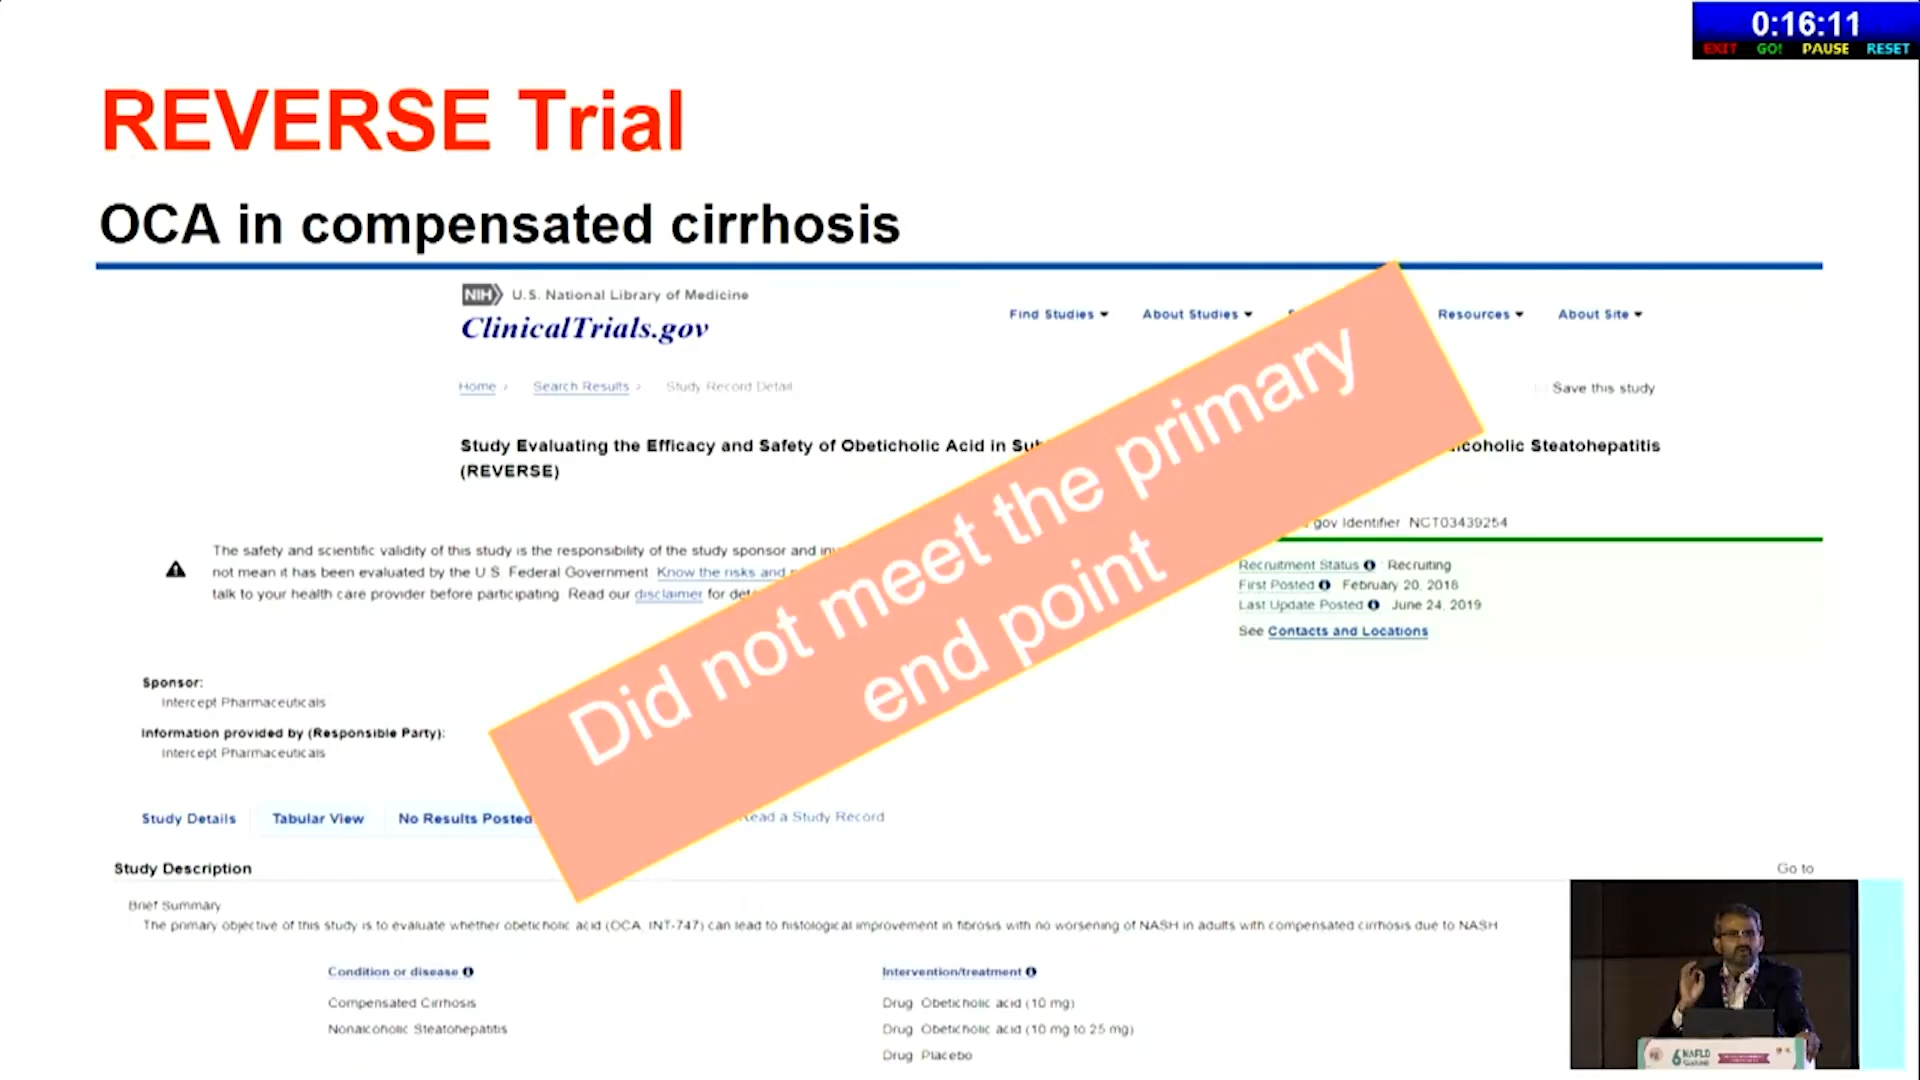 0:16:11
EXIT GO! PAUSE RESET
REVERSE Trial
OCA in compensated cirrhosis
NIH U.S. National Library of Medicine
ClinicalTrials.gov
Find Studies About Studies Resources About Site
Home Search Results Study Record Detail
Save this study
Study Evaluating the Efficacy and Safety of Obeticholic Acid in Steatohepatitis
(REVERSE)
Did not meet the primary
end point
gov Identifier NCT03439254
The safety and scientific validity of this study is the responsibility of the study sponsor and
not mean it has been evaluated by the U.S. Federal Government. Know the risks and
talk to your health care provider before participating. Read our disclaimer for
Recruitment Status Recruiting
First Posted February 20, 2018
Last Update Posted June 24, 2019
See Contacts and Locations
Sponsor:
Intercept Pharmaceuticals
Information provided by (Responsible Party):
Intercept Pharmaceuticals
Study Details Tabular View No Results Posted Read a Study Record
Study Description
Go to
Brief Summary
The primary objective of this study is to evaluate whether obeticholic acid (OCA, INT-747) can lead to histological improvement in fibrosis with no worsening of NASH in adults with compensated cirrhosis due to NASH
Condition or disease Intervention/treatment
Compensated Cirrhosis Drug Obeticholic acid (10 mg)
Nonalcoholic Steatohepatitis Drug Obeticholic acid (10 mg to 25 mg)
Drug Placebo
6 NAFLD